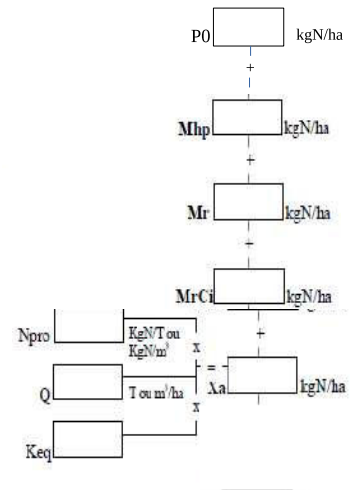 P0 kgN/ha
+
Mhp kgN/ha
+
Mr kgN/ha
+
MrCi kgN/ha
+
Npro KgN/T ou
KgN/m³
x
= Xa kgN/ha
Q T ou m³/ha
x
Keq